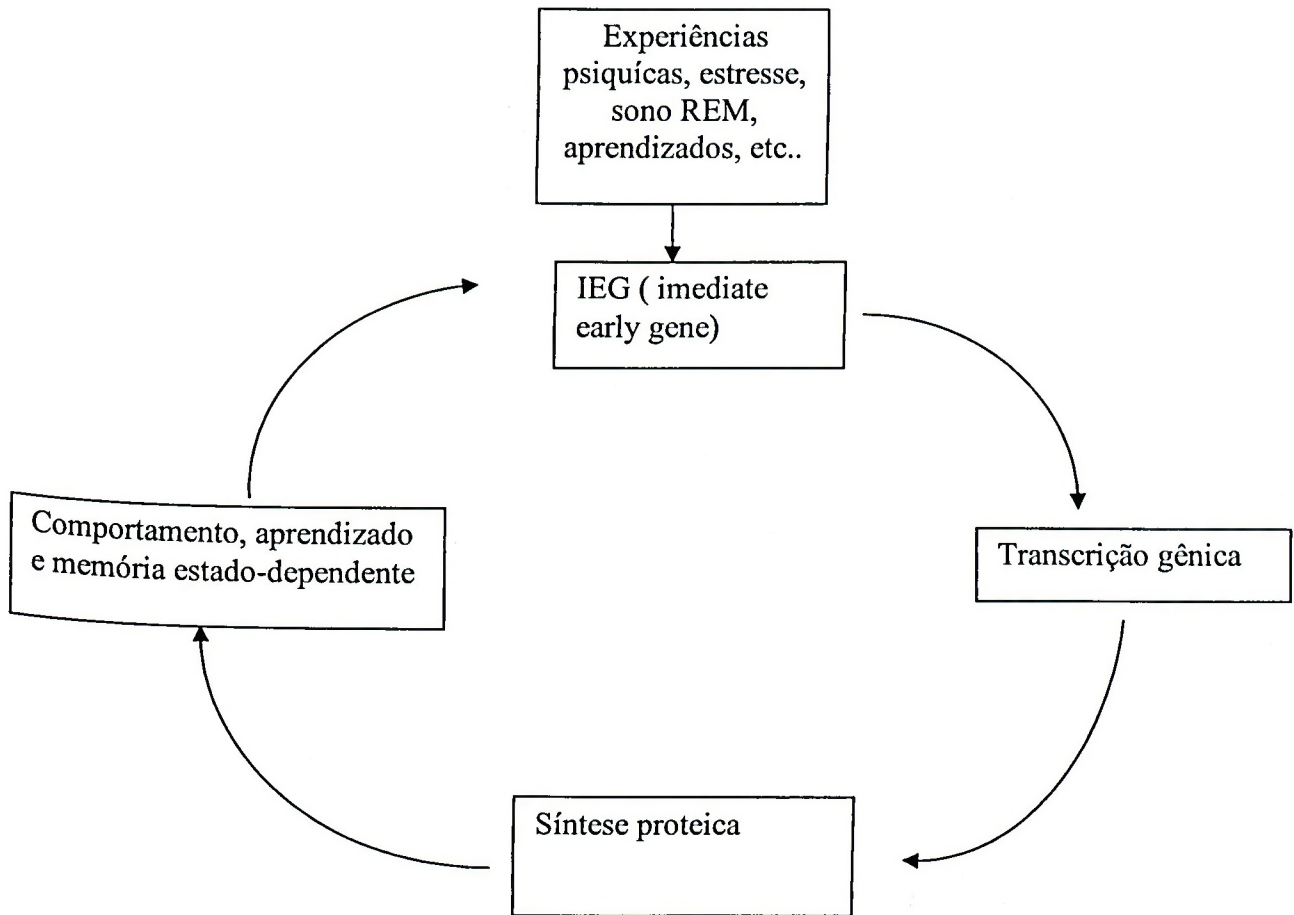 Experiências
psiquícas, estresse,
sono REM,
aprendizados, etc..
IEG ( imediate
early gene)
Transcrição gênica
Síntese proteica
Comportamento, aprendizado
e memória estado-dependente